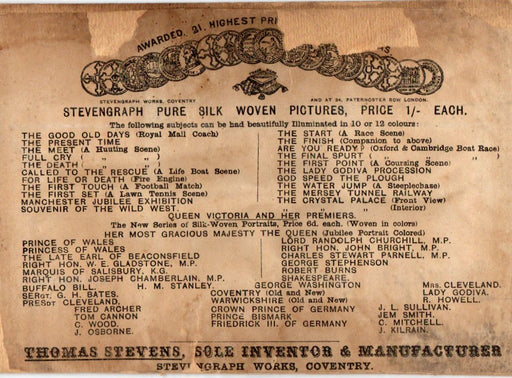 AWARDED, 21, HIGHEST
STEVENGRAPH WORKS, COVENTRY
AND AT 24, PATERNOSTER ROW LONDON.
STEVENGRAPH PURE SILK WOVEN PICTURES, PRICE 1/- EACH.
The following subjects can be had beautifully Illuminated in 10 or 12 colours:
THE GOOD OLD DAYS (Royal Mail Coach)
THE PRESENT TIME
THE MEET (A Hunting Scene)
FULL CRY ( „ „ )
THE DEATH ( „ „ )
CALLED TO THE RESCUE (A Life Boat Scene)
FOR LIFE OR DEATH (Fire Engine)
THE FIRST TOUCH (A Football Match)
THE FIRST SET (A Lawn Tennis Scene)
MANCHESTER JUBILEE EXHIBITION
SOUVENIR OF THE WILD WEST.
THE START (A Race Scene)
THE FINISH (Companion to above)
ARE YOU READY? (Oxford & Cambridge Boat Race)
THE FINAL SPURT ( „ „ )
THE FIRST POINT (A Coursing Scene)
THE LADY GODIVA PROCESSION
GOD SPEED THE PLOUGH
THE WATER JUMP (A Steeplechase)
THE MERSEY TUNNEL RAILWAY
THE CRYSTAL PALACE (Front View)
„ „ (Interior)
QUEEN VICTORIA AND HER PREMIERS.
The New Series of Silk-Woven Portraits, Price 6d. each. (Woven in colors)
HER MOST GRACIOUS MAJESTY THE QUEEN (Jubilee Portrait Colored)
PRINCE OF WALES
PRINCESS OF WALES
THE LATE EARL OF BEACONSFIELD
RIGHT HON. W. E. GLADSTONE, M.P.
MARQUIS OF SALISBURY, K.G.
RIGHT HON. JOSEPH CHAMBERLAIN, M.P.
LORD RANDOLPH CHURCHILL, M.P.
RIGHT HON. JOHN BRIGHT, M.P.
CHARLES STEWART PARNELL, M.P.
GEORGE STEPHENSON
ROBERT BURNS
SHAKESPEARE.
BUFFALO BILL. H. M. STANLEY. GEORGE WASHINGTON MRS. CLEVELAND.
SERGT. G. H. BATES. COVENTRY (Old and New) LADY GODIVA.
PRESDT CLEVELAND. WARWICKSHIRE (Old and New) R. HOWELL.
FRED ARCHER CROWN PRINCE OF GERMANY J. L. SULLIVAN.
TOM CANNON PRINCE BISMARK JEM SMITH.
C. WOOD. FRIEDRICK III. OF GERMANY C. MITCHELL.
J. OSBORNE. J. KILRAIN.
THOMAS STEVENS, SOLE INVENTOR & MANUFACTURER
STEVENGRAPH WORKS, COVENTRY.